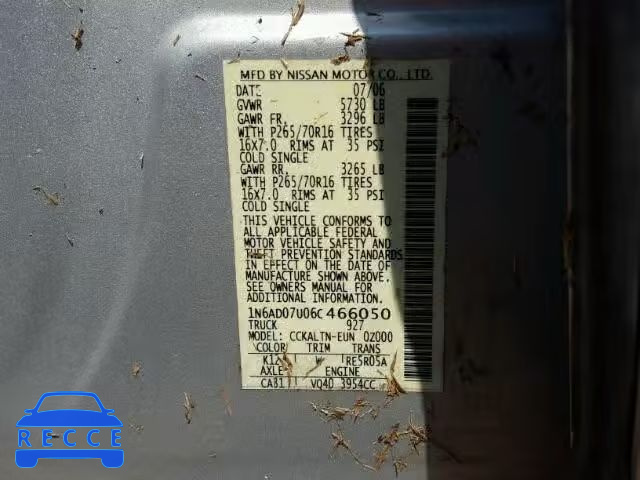 MFD BY NISSAN MOTOR CO., LTD.
DATE 07/06
GVWR 5730 LB
GAWR FR. 3296 LB
WITH P265/70R16 TIRES
16X7.0 RIMS AT 35 PSI
COLD SINGLE
GAWR RR. 3265 LB
WITH P265/70R16 TIRES
16X7.0 RIMS AT 35 PSI
COLD SINGLE
THIS VEHICLE CONFORMS TO
ALL APPLICABLE FEDERAL
MOTOR VEHICLE SAFETY AND
THEFT PREVENTION STANDARDS
IN EFFECT ON THE DATE OF
MANUFACTURE SHOWN ABOVE.
SEE OWNERS MANUAL FOR
ADDITIONAL INFORMATION
1N6AD07U06C466050
TRUCK 927
MODEL: CCKALTN-EUN 0Z000
COLOR TRIM TRANS
K12 W RE5R05A
AXLE ENGINE
CA31 VQ40 3954CC
RECCE